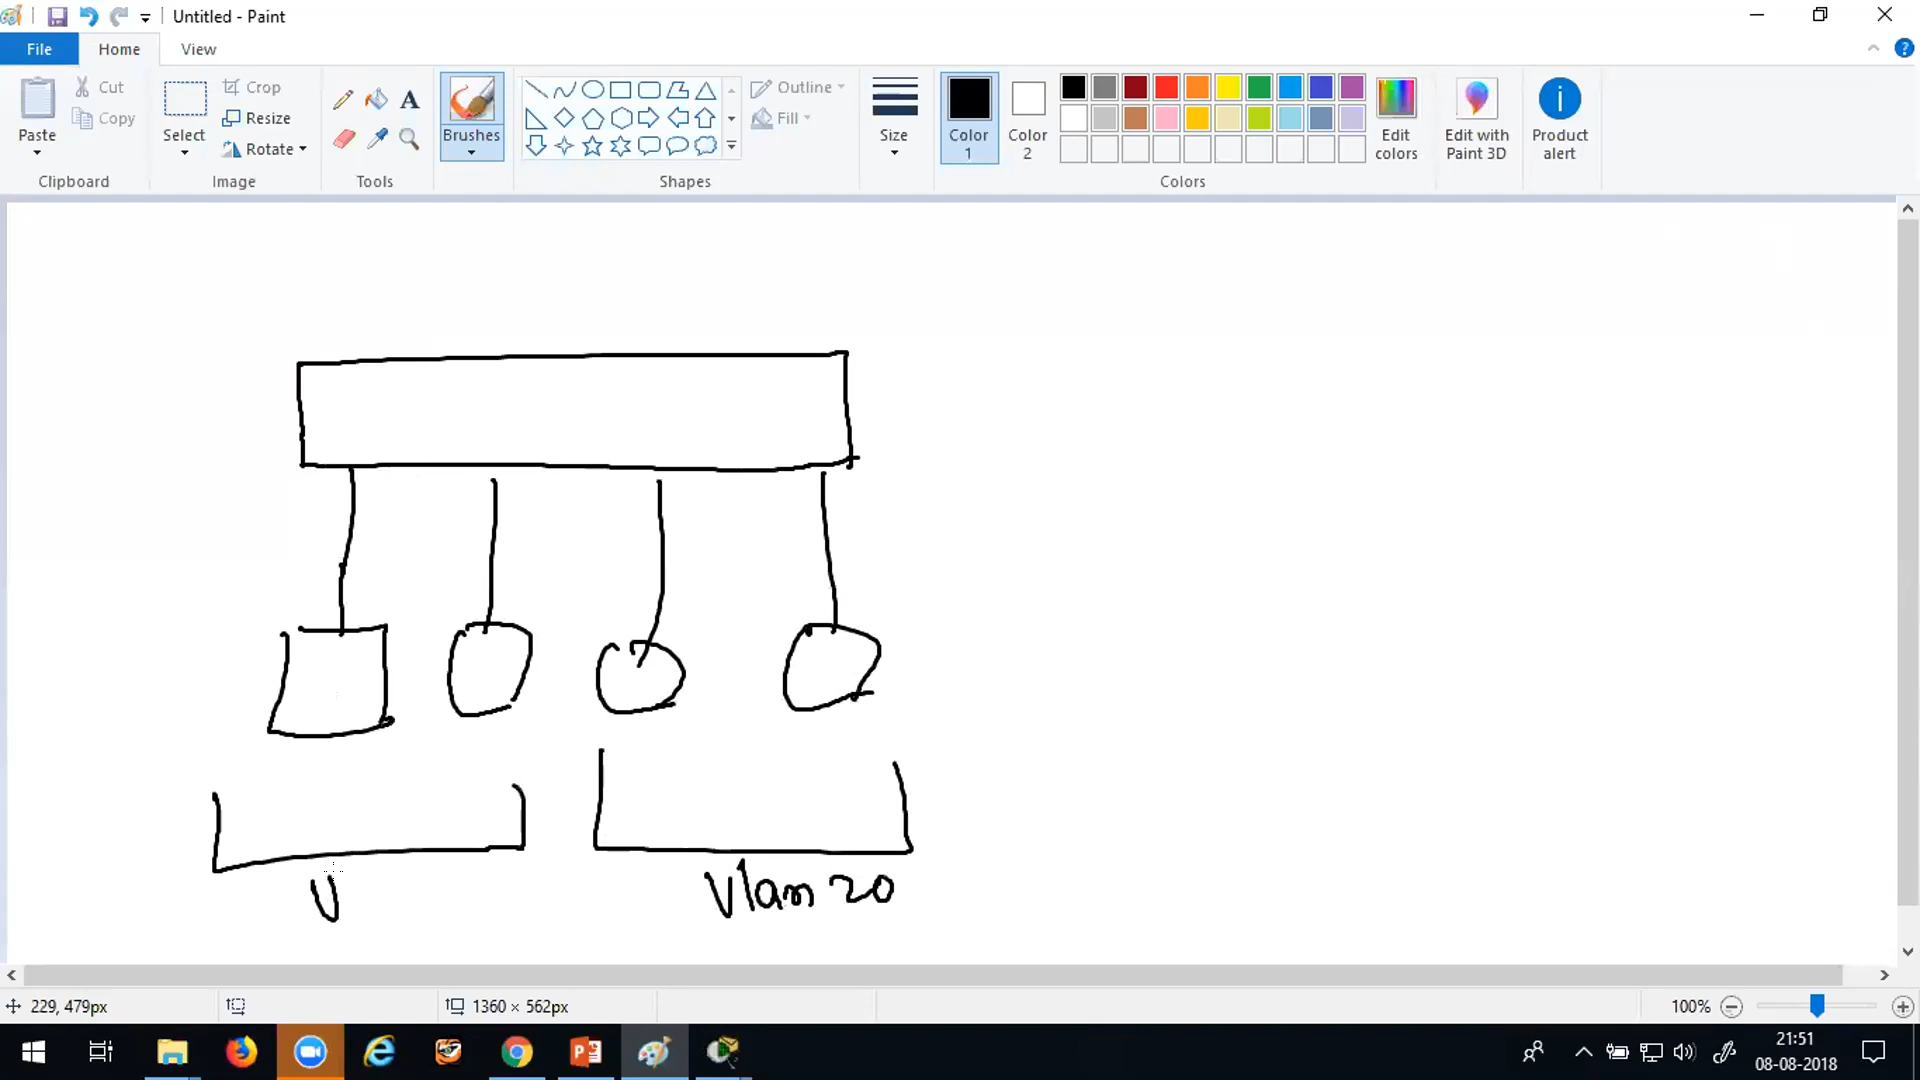 Untitled - Paint
File Home View
Paste Cut Copy
Clipboard
Select Crop Resize Rotate
Image
Tools
Brushes
Shapes
Outline
Fill
Size
Color 1
Color 2
Colors
Edit colors
Edit with Paint 3D
Product alert
V
Vlan 20
229, 479px
1360 × 562px
100%
21:51
08-08-2018